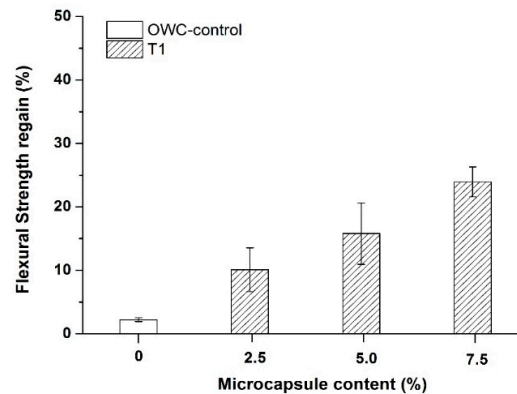 OWC-control
T1
Flexural Strength regain (%)
50
40
30
20
10
0
0 2.5 5.0 7.5
Microcapsule content (%)